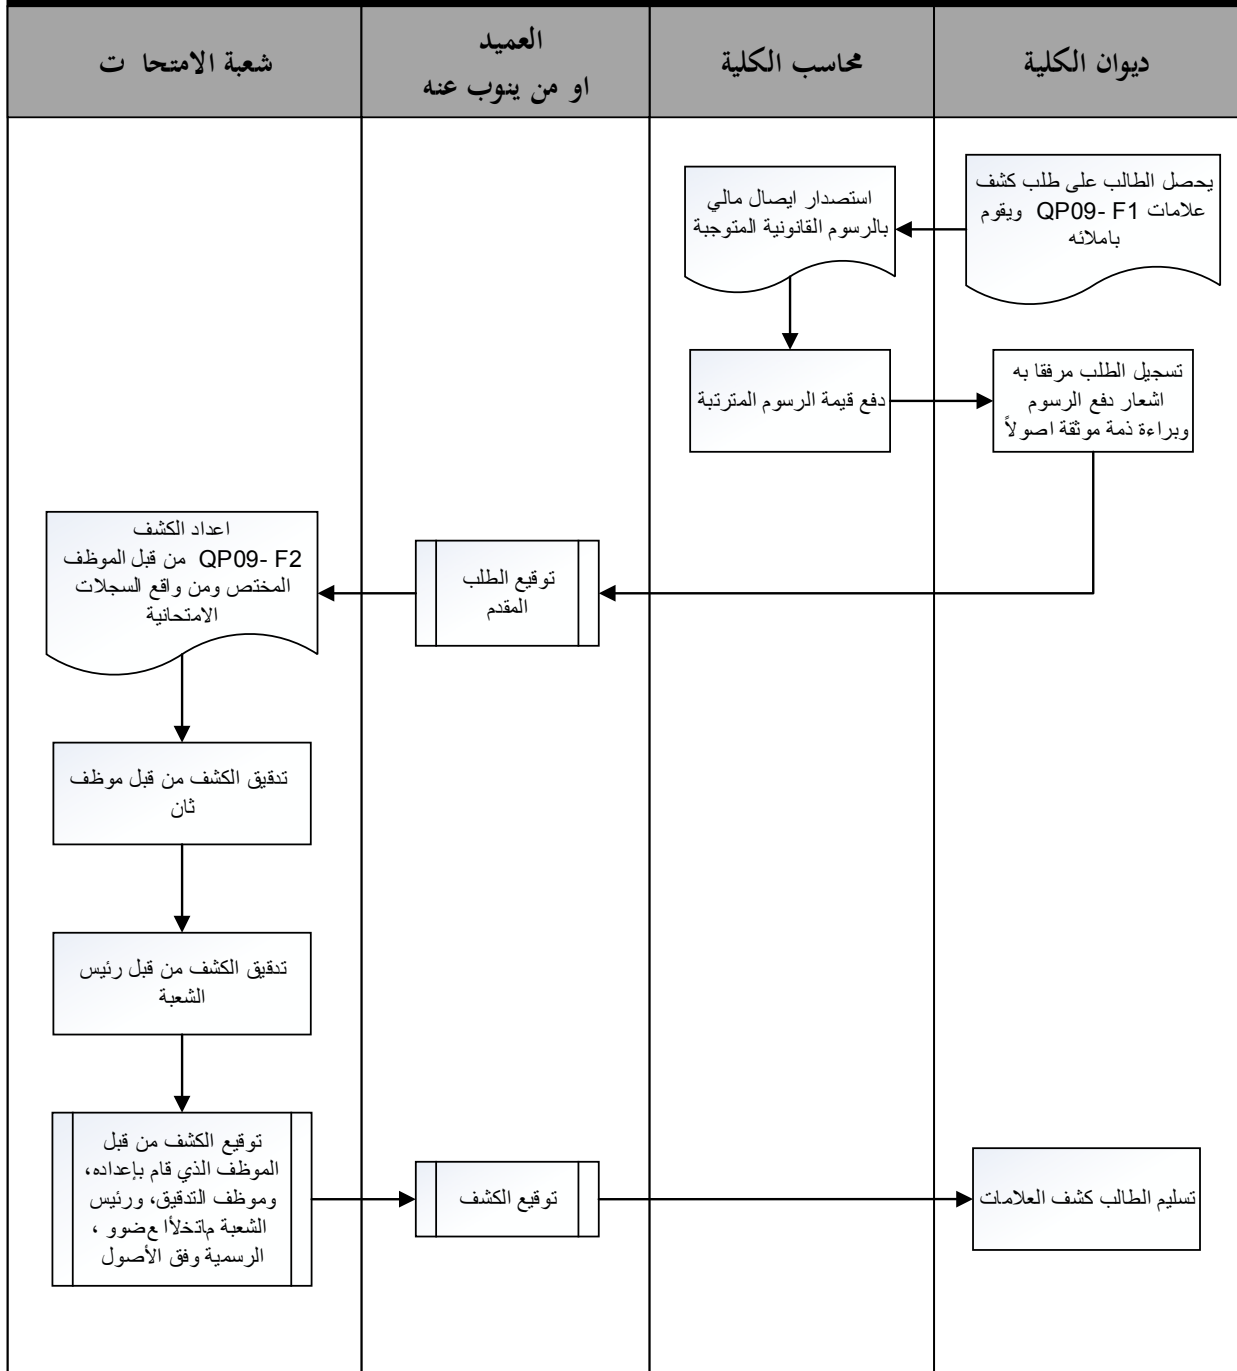 ديوان الكلية
محاسب الكلية
العميد
او من ينوب عنه
شعبة الامتحا ت
يحصل الطالب على طلب كشف
علامات QP09- F1 ويقوم
باملائه
استصدار ايصال مالي
بالرسوم القانونية المتوجبة
دفع قيمة الرسوم المترتبة
تسجيل الطلب مرفقا به
اشعار دفع الرسوم
وبراءة ذمة موثقة اصولاً
توقيع الطلب
المقدم
اعداد الكشف
QP09- F2 من قبل الموظف
المختص ومن واقع السجلات
الامتحانية
تدقيق الكشف من قبل موظف
ثان
تدقيق الكشف من قبل رئيس
الشعبة
توقيع الكشف من قبل
الموظف الذي قام بإعداده،
وموظف التدقيق، ورئيس
الشعبة ، 
الرسمية وفق الأصول
توقيع الكشف
تسليم الطالب كشف العلامات